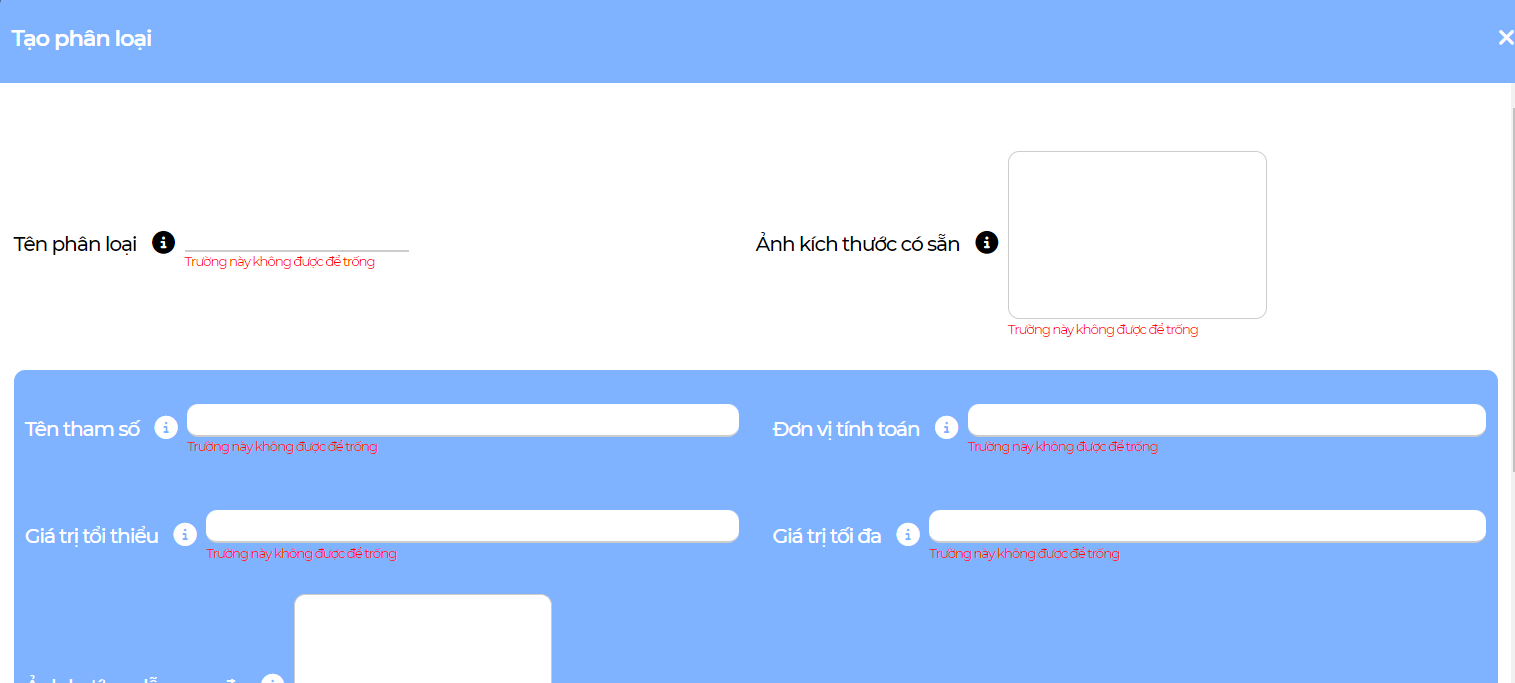 Tạo phân loại
Tên phân loại
Trường này không được để trống
Ảnh kích thước có sẵn
Trường này không được để trống
Tên tham số
Trường này không được để trống
Đơn vị tính toán
Trường này không được để trống
Giá trị tổi thiểu
Trường này không được để trống
Giá trị tối đa
Trường này không được để trống